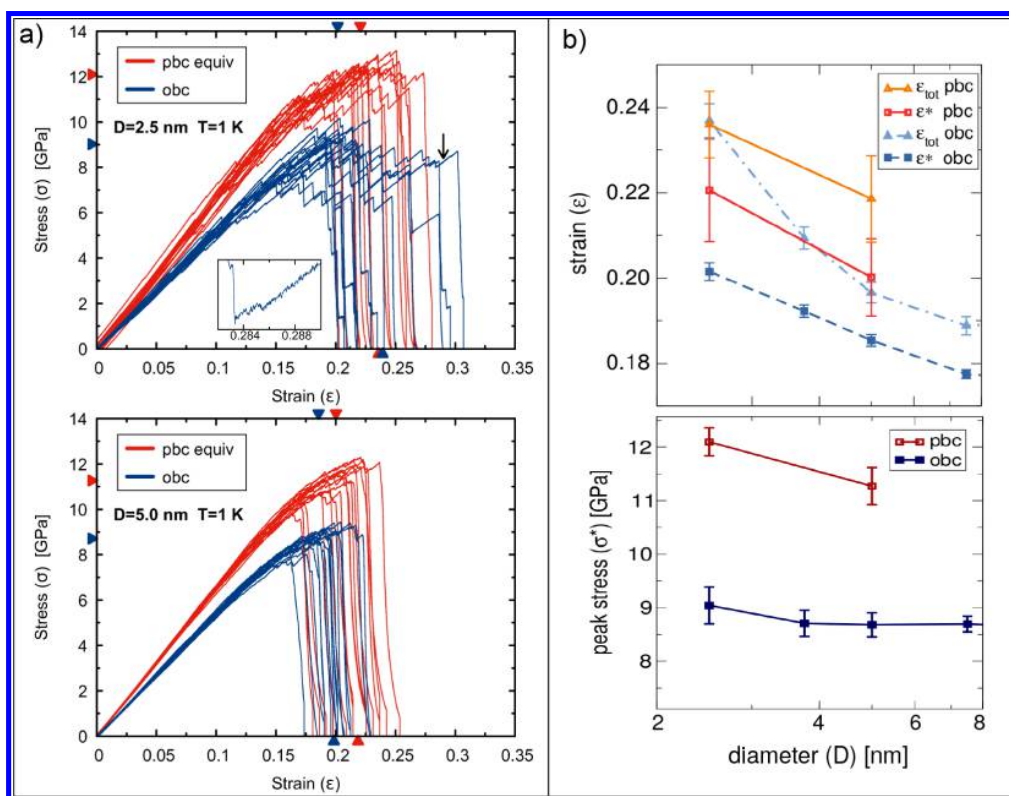 a)
14
12
10
8
6
4
2
0
Stress (σ) [GPa]
pbc equiv
obc
D=2.5 nm T=1 K
0.284 0.288
0 0.05 0.1 0.15 0.2 0.25 0.3 0.35
Strain (ε)
14
12
10
8
6
4
2
0
Stress (σ) [GPa]
pbc equiv
obc
D=5.0 nm T=1 K
0 0.05 0.1 0.15 0.2 0.25 0.3 0.35
Strain (ε)
b)
0.24
0.22
0.20
0.18
strain (ε)
εtot pbc
ε* pbc
εtot obc
ε* obc
12
11
10
9
8
peak stress (σ*) [GPa]
pbc
obc
2 4 6 8
diameter (D) [nm]